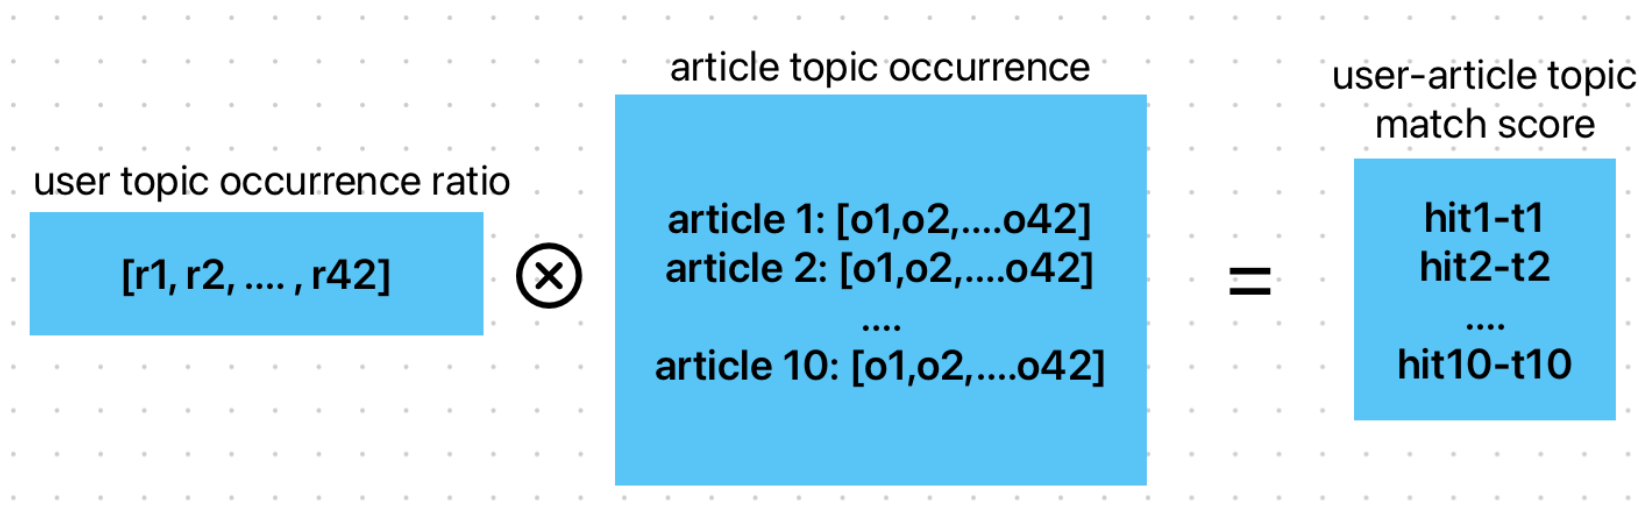 user topic occurrence ratio
[r1, r2, .... , r42]
article topic occurrence
article 1: [o1,o2,....o42]
article 2: [o1,o2,....o42]
....
article 10: [o1,o2,....o42]
=
user-article topic
match score
hit1-t1
hit2-t2
....
hit10-t10